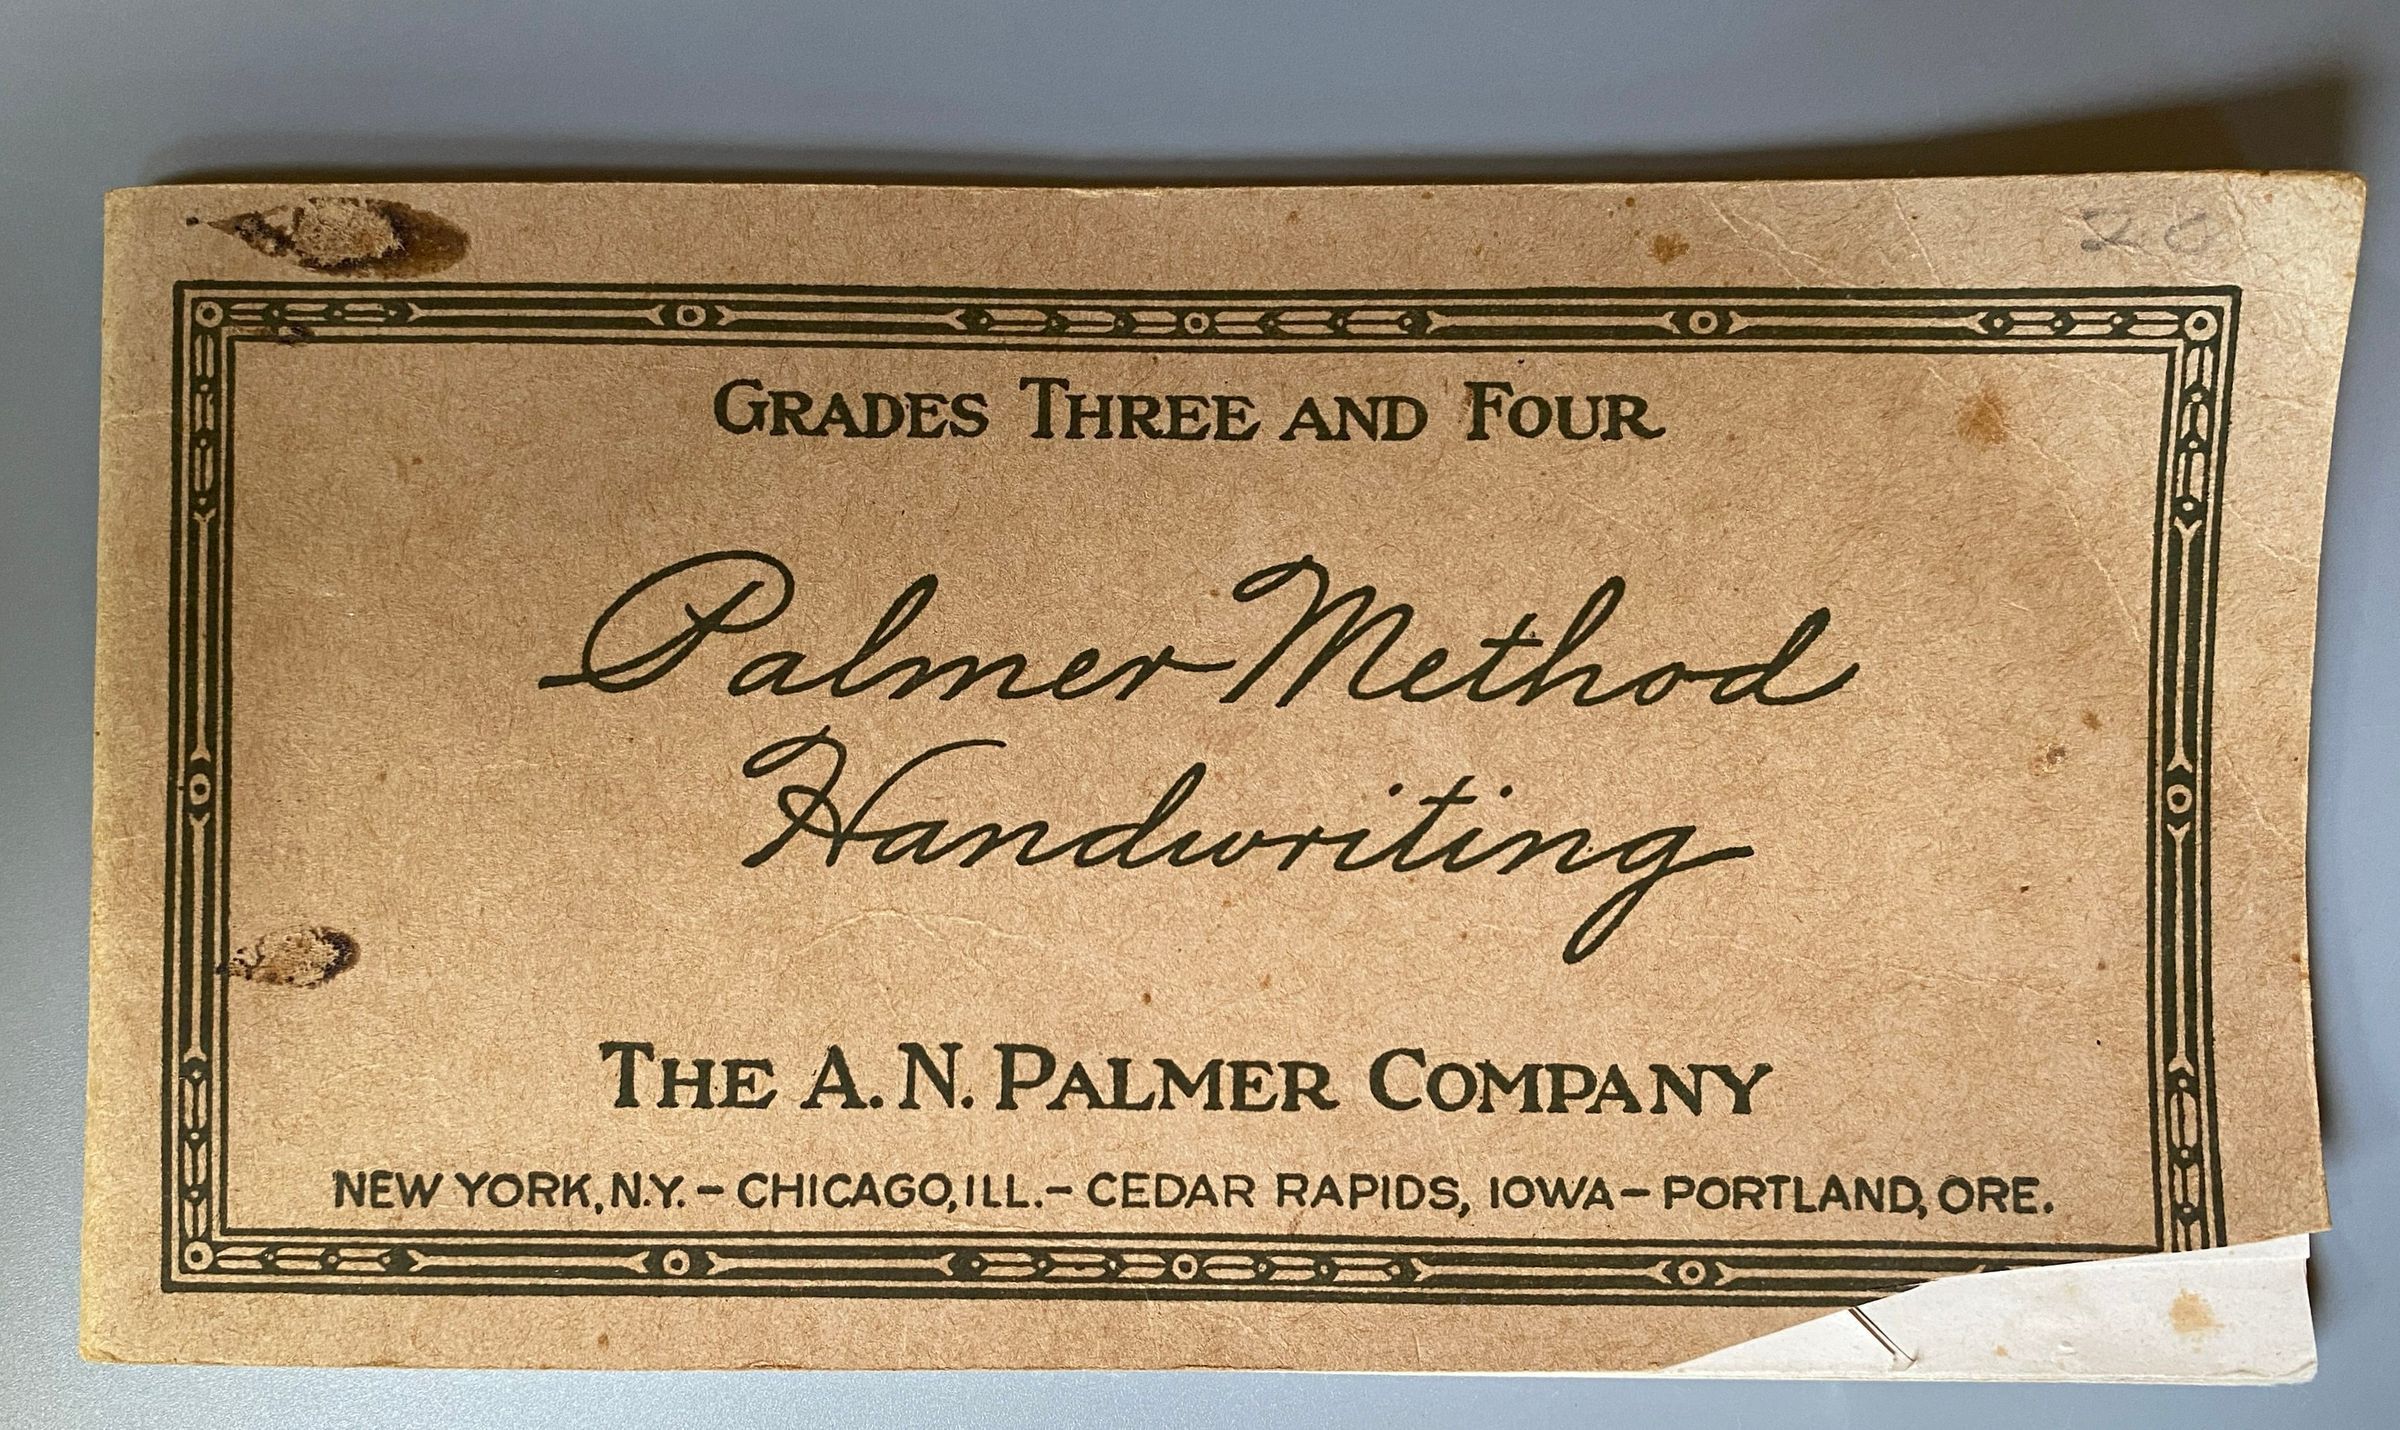 20
GRADES THREE AND FOUR
Palmer Method
Handwriting
THE A. N. PALMER COMPANY
NEW YORK, N.Y. – CHICAGO, ILL. – CEDAR RAPIDS, IOWA – PORTLAND, ORE.